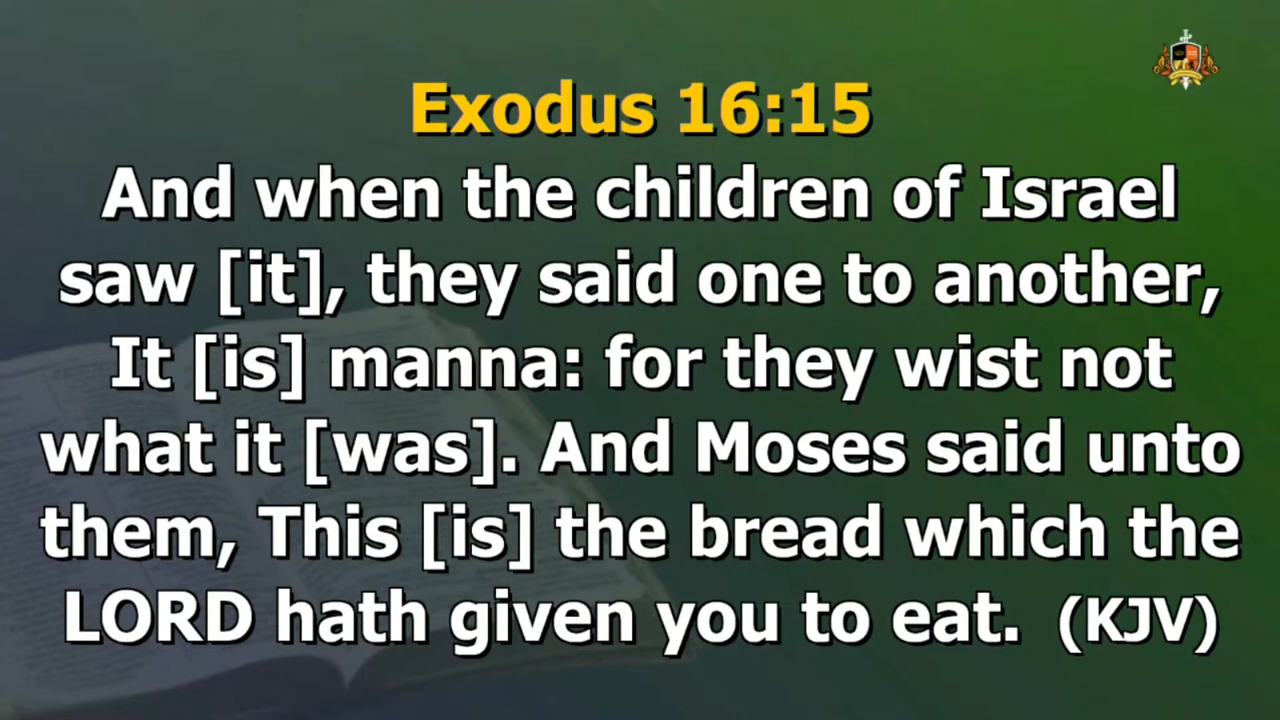 Exodus 16:15
And when the children of Israel
saw [it], they said one to another,
It [is] manna: for they wist not
what it [was]. And Moses said unto
them, This [is] the bread which the
LORD hath given you to eat. (KJV)